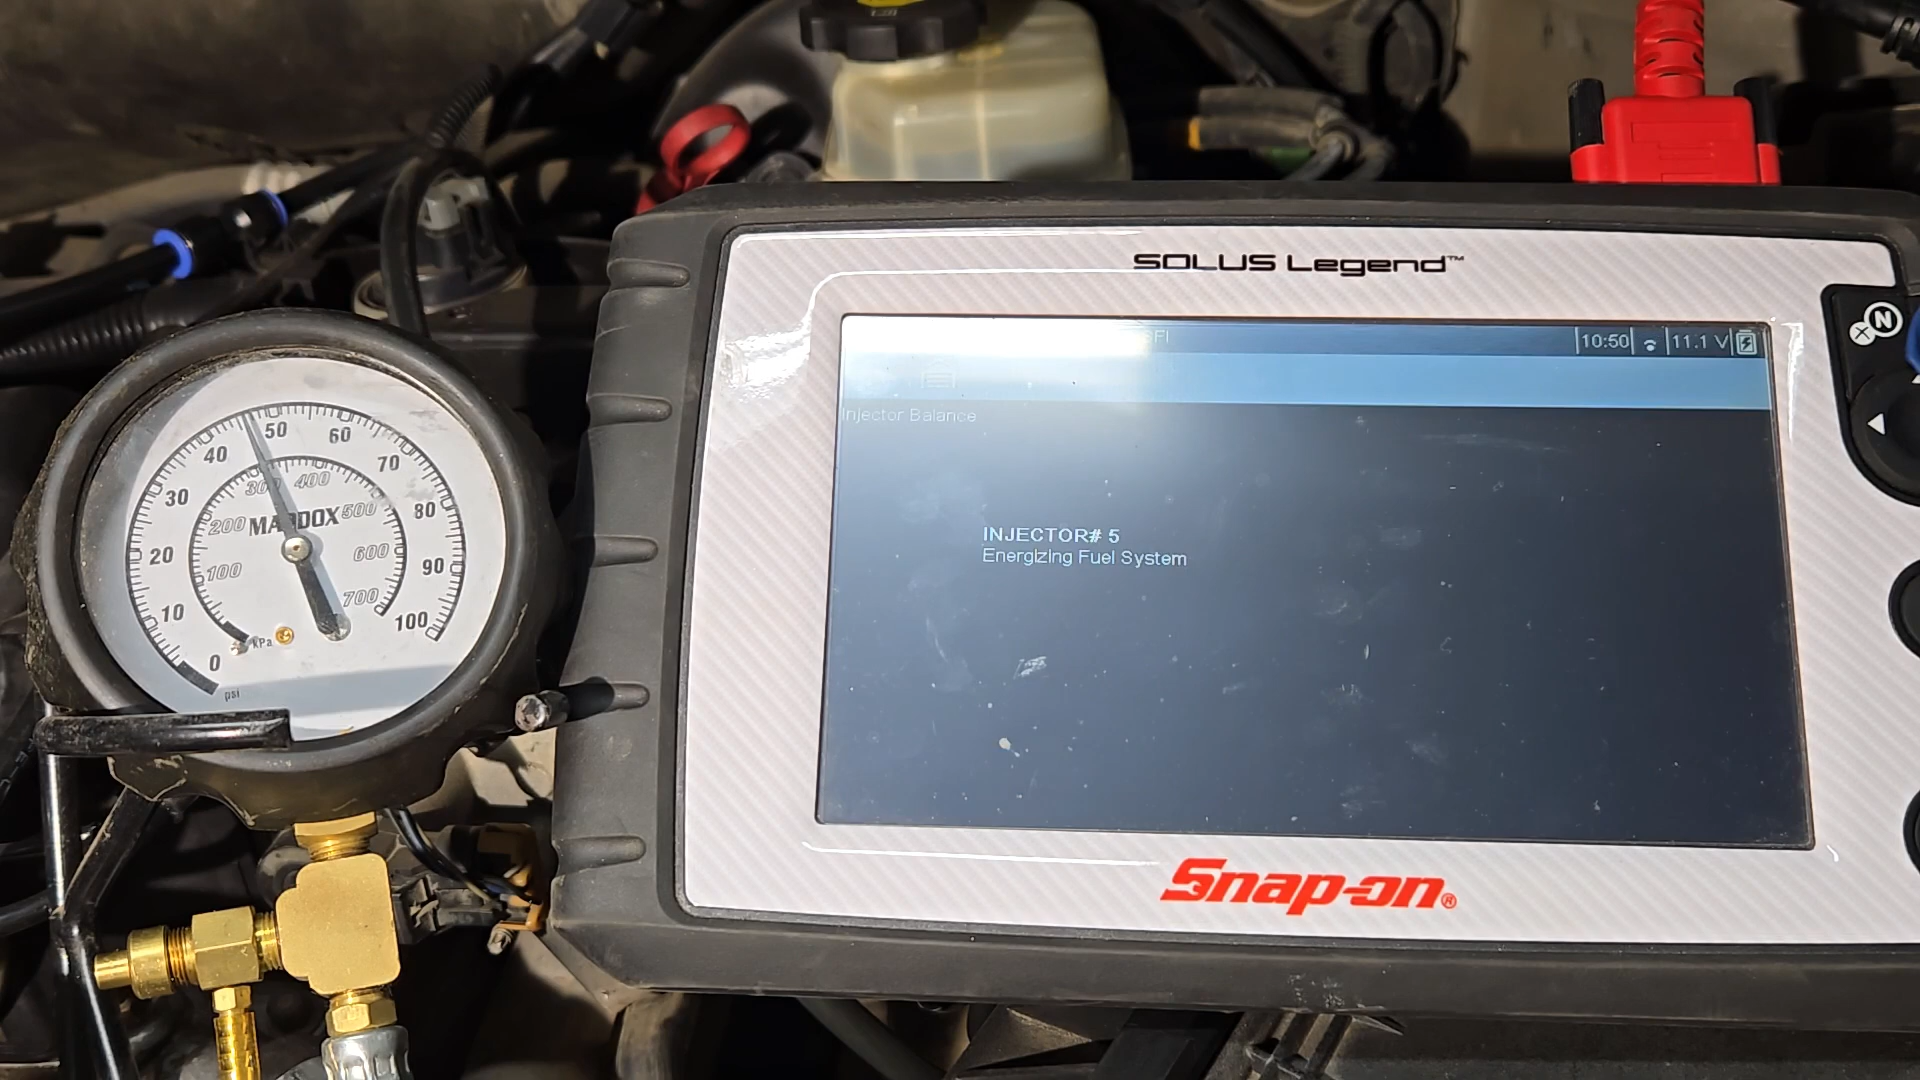 SOLUS Legend™
10:50 11.1 V
Injector Balance
INJECTOR# 5
Energizing Fuel System
Snap-on®
N
X
0 10 20 30 40 50 60 70 80 90 100
psi
100 200 300 400 500 600 700
kPa
MADDOX